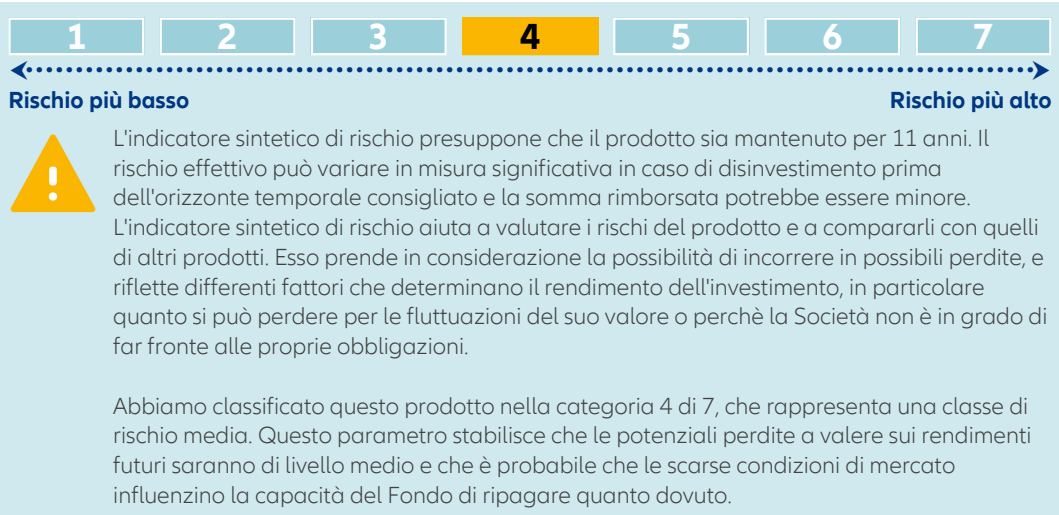 1 2 3 4 5 6 7
Rischio più basso Rischio più alto
L'indicatore sintetico di rischio presuppone che il prodotto sia mantenuto per 11 anni. Il
rischio effettivo può variare in misura significativa in caso di disinvestimento prima
dell'orizzonte temporale consigliato e la somma rimborsata potrebbe essere minore.
L'indicatore sintetico di rischio aiuta a valutare i rischi del prodotto e a compararli con quelli
di altri prodotti. Esso prende in considerazione la possibilità di incorrere in possibili perdite, e
riflette differenti fattori che determinano il rendimento dell'investimento, in particolare
quanto si può perdere per le fluttuazioni del suo valore o perchè la Società non è in grado di
far fronte alle proprie obbligazioni.
Abbiamo classificato questo prodotto nella categoria 4 di 7, che rappresenta una classe di
rischio media. Questo parametro stabilisce che le potenziali perdite a valere sui rendimenti
futuri saranno di livello medio e che è probabile che le scarse condizioni di mercato
influenzino la capacità del Fondo di ripagare quanto dovuto.